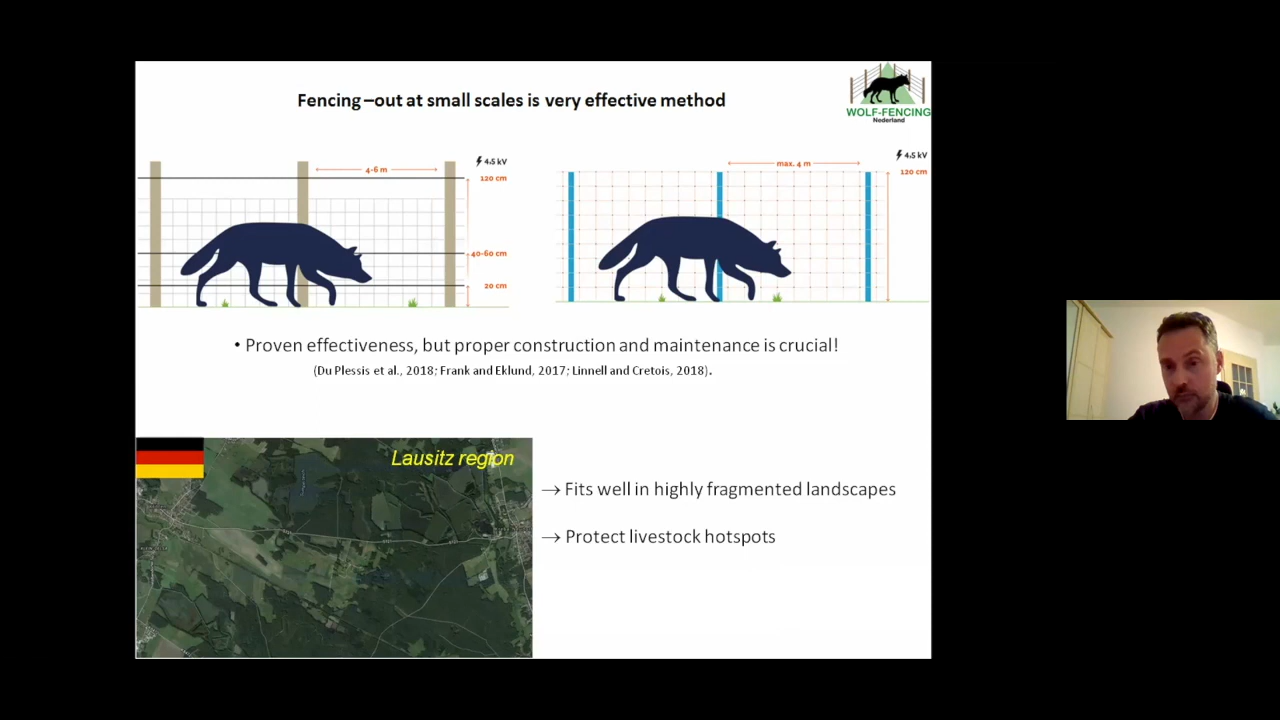 Fencing –out at small scales is very effective method
WOLF-FENCING
Nederland
4.5 kV
4-6 m
120 cm
40-60 cm
20 cm
4.5 kV
max. 4 m
120 cm
• Proven effectiveness, but proper construction and maintenance is crucial!
(Du Plessis et al., 2018; Frank and Eklund, 2017; Linnell and Cretois, 2018).
Lausitz region
→ Fits well in highly fragmented landscapes
→ Protect livestock hotspots